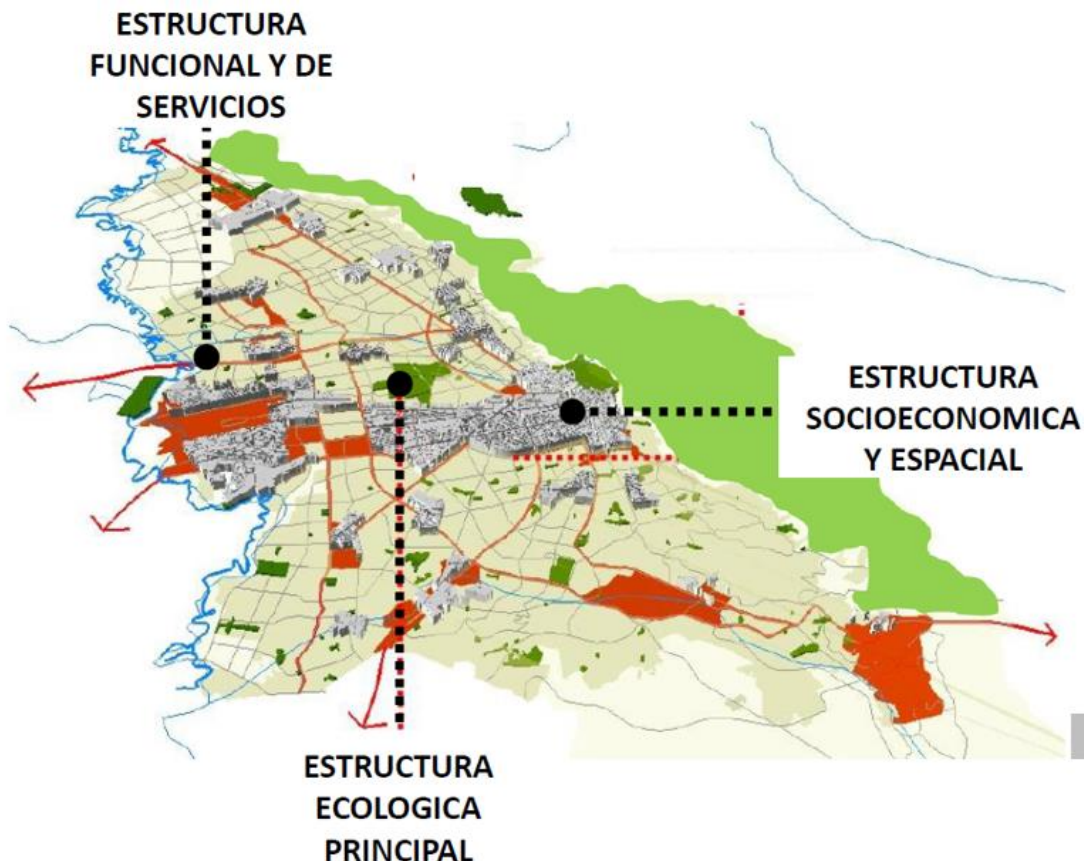 ESTRUCTURA
FUNCIONAL Y DE
SERVICIOS
ESTRUCTURA
SOCIOECONOMICA
Y ESPACIAL
ESTRUCTURA
ECOLOGICA
PRINCIPAL